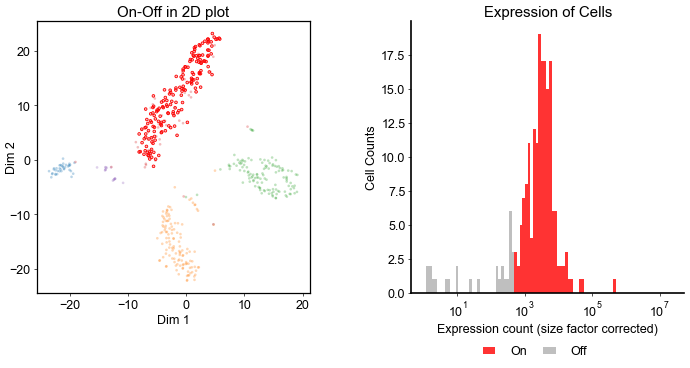 On-Off in 2D plot
Dim 2
20
10
0
−10
−20
−20 −10 0 10 20
Dim 1
Expression of Cells
Cell Counts
17.5
15.0
12.5
10.0
7.5
5.0
2.5
0.0
10¹ 10³ 10⁵ 10⁷
Expression count (size factor corrected)
On Off